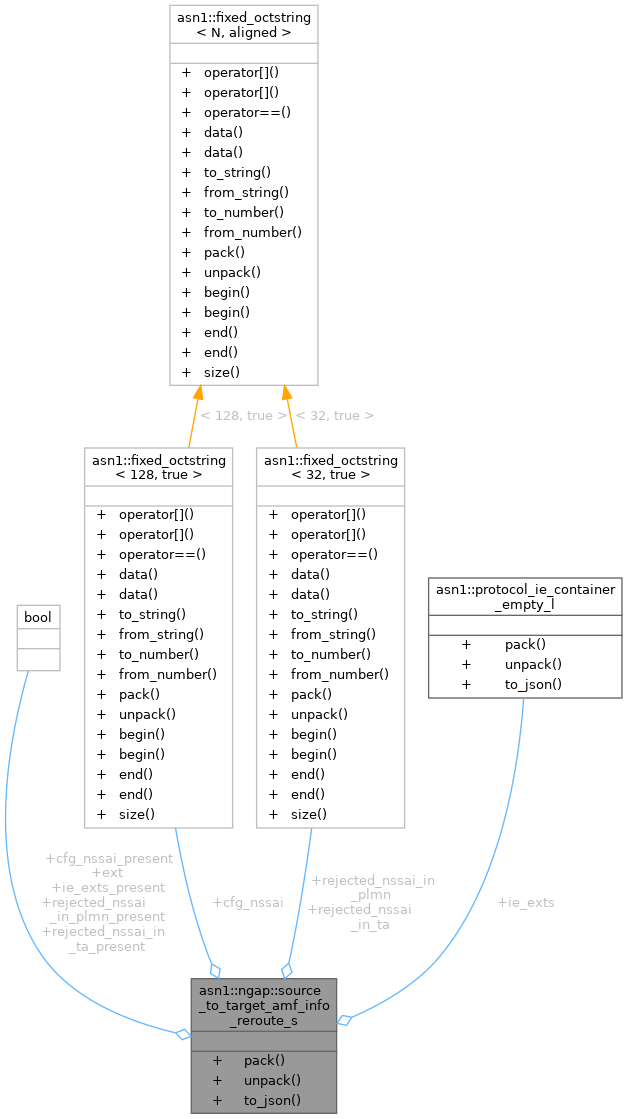 asn1::fixed_octstring
< N, aligned >
+ operator[]()
+ operator[]()
+ operator==()
+ data()
+ data()
+ to_string()
+ from_string()
+ to_number()
+ from_number()
+ pack()
+ unpack()
+ begin()
+ begin()
+ end()
+ end()
+ size()
< 128, true >
< 32, true >
asn1::fixed_octstring
< 128, true >
+ operator[]()
+ operator[]()
+ operator==()
+ data()
+ data()
+ to_string()
+ from_string()
+ to_number()
+ from_number()
+ pack()
+ unpack()
+ begin()
+ begin()
+ end()
+ end()
+ size()
asn1::fixed_octstring
< 32, true >
+ operator[]()
+ operator[]()
+ operator==()
+ data()
+ data()
+ to_string()
+ from_string()
+ to_number()
+ from_number()
+ pack()
+ unpack()
+ begin()
+ begin()
+ end()
+ end()
+ size()
asn1::protocol_ie_container
_empty_l
+ pack()
+ unpack()
+ to_json()
bool
+cfg_nssai_present
+ext
+ie_exts_present
+rejected_nssai
_in_plmn_present
+rejected_nssai_in
_ta_present
+cfg_nssai
+rejected_nssai_in
_plmn
+rejected_nssai
_in_ta
+ie_exts
asn1::ngap::source
_to_target_amf_info
_reroute_s
+ pack()
+ unpack()
+ to_json()